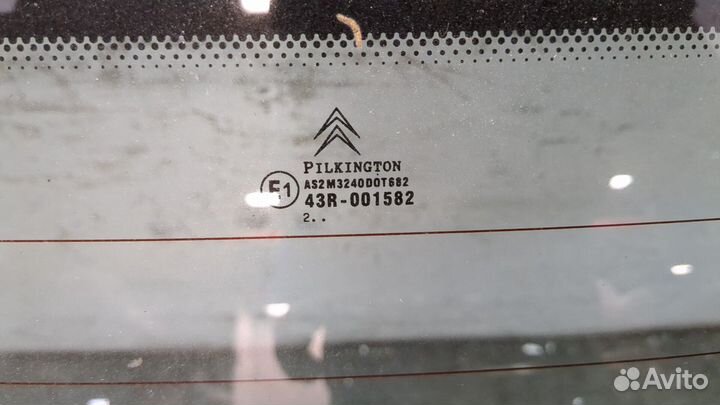 PILKINGTON
AS2M3240DOT682
E1
43R-001582
2..
Avito